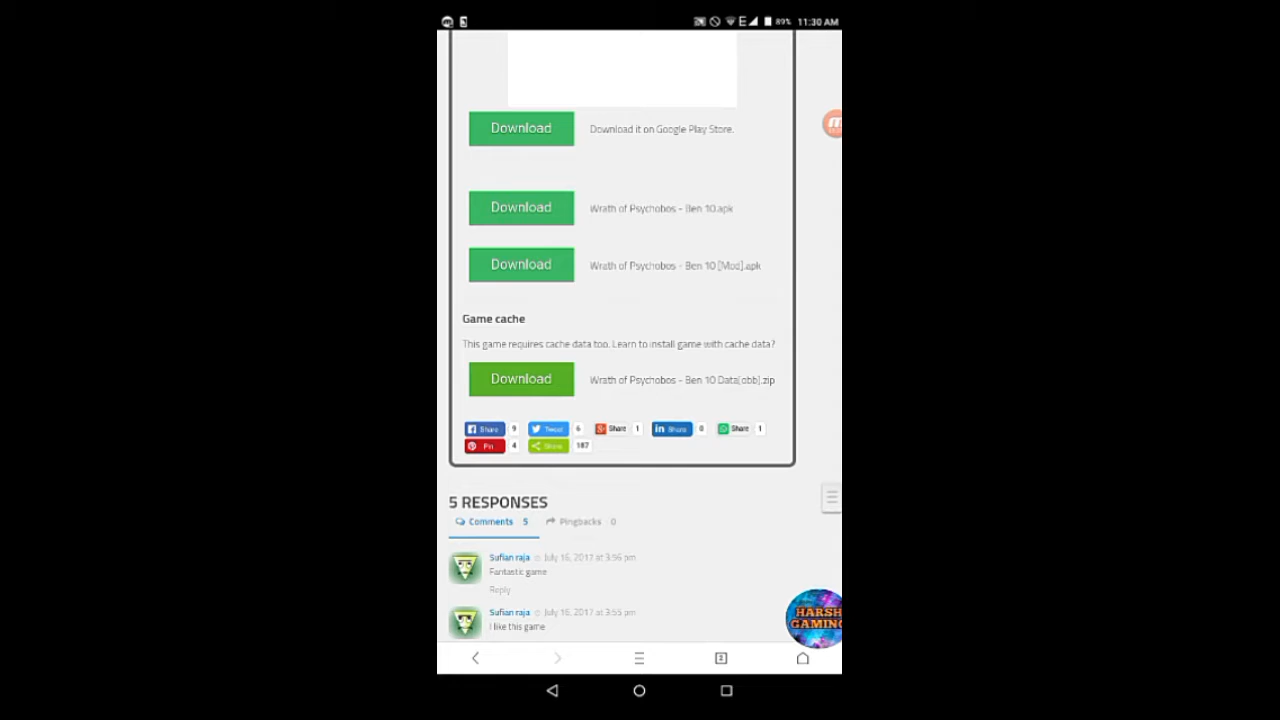 E 89% 11:30 AM
Download Download it on Google Play Store.
Download Wrath of Psychobos - Ben 10.apk
Download Wrath of Psychobos - Ben 10 [Mod].apk
Game cache
This game requires cache data too. Learn to install game with cache data?
Download Wrath of Psychobos - Ben 10 Data[obb].zip
Share 9 Tweet 6 Share 1 Share 0 Share 1
Pin 4 Share 187
5 RESPONSES
Comments 5 Pingbacks 0
Sufian raja July 16, 2017 at 3:56 pm
Fantastic game
Reply
Sufian raja July 16, 2017 at 3:55 pm
I like this game
HARSH
GAMING